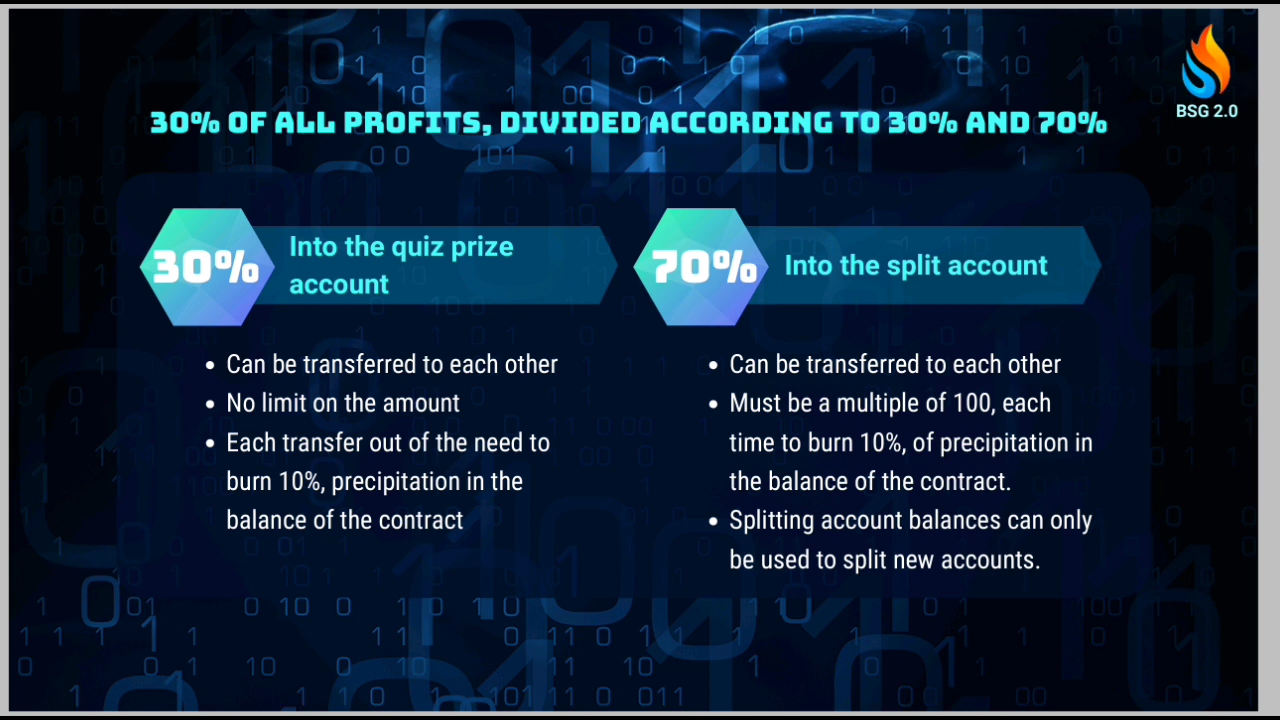 BSG 2.0
30% OF ALL PROFITS, DIVIDED ACCORDING TO 30% AND 70%
30%
Into the quiz prize
account
• Can be transferred to each other
• No limit on the amount
• Each transfer out of the need to
burn 10%, precipitation in the
balance of the contract
70%
Into the split account
• Can be transferred to each other
• Must be a multiple of 100, each
time to burn 10%, of precipitation in
the balance of the contract.
• Splitting account balances can only
be used to split new accounts.